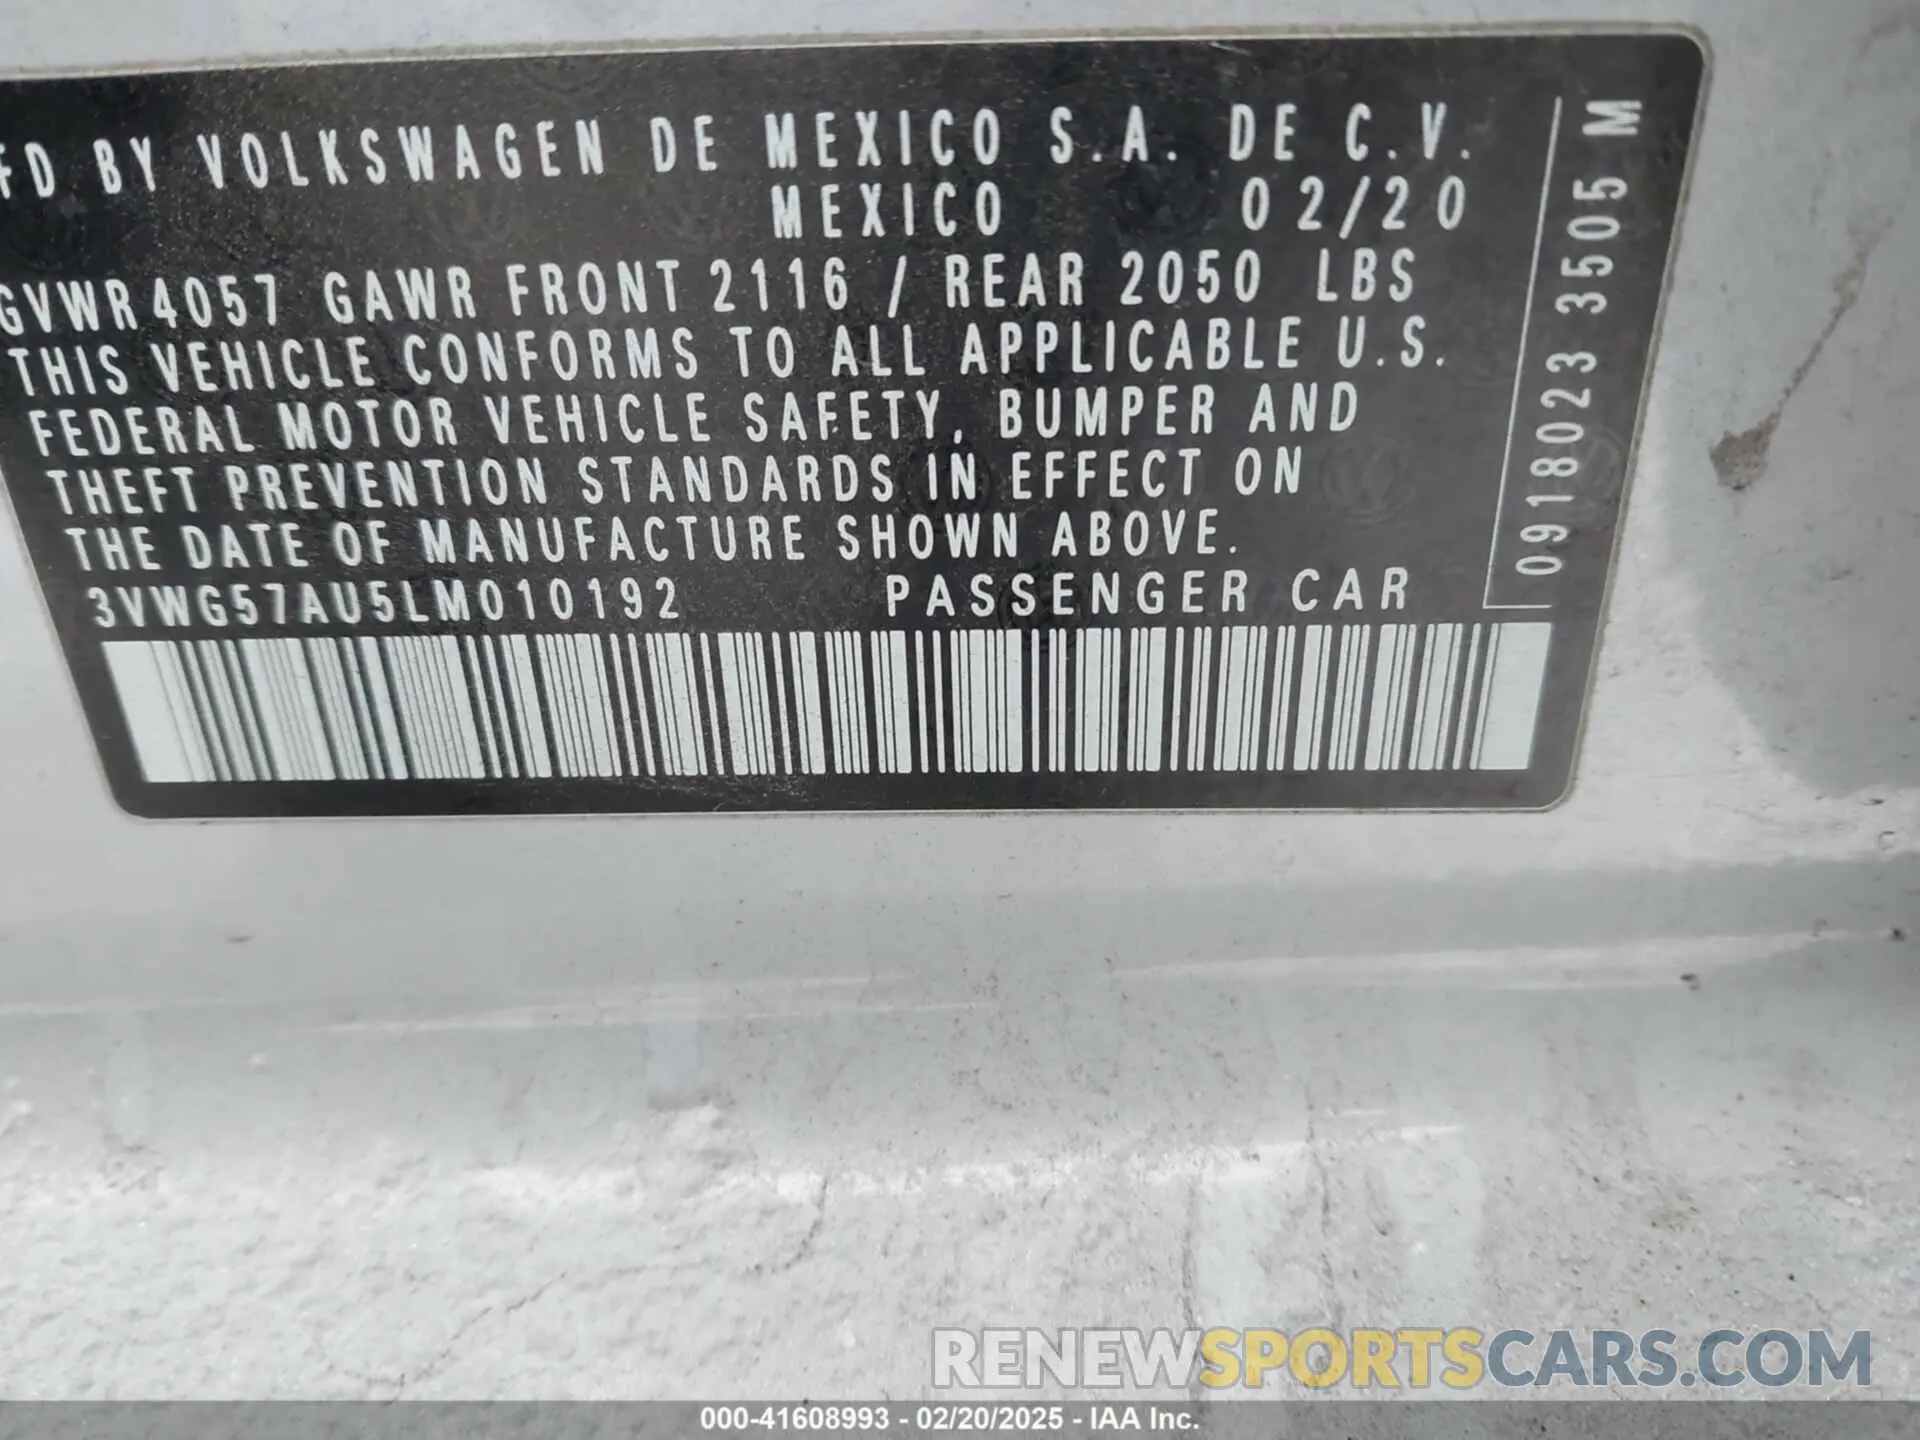 FD BY VOLKSWAGEN DE MEXICO S.A. DE C.V.
MEXICO 02/20
GVWR 4057 GAWR FRONT 2116 / REAR 2050 LBS
THIS VEHICLE CONFORMS TO ALL APPLICABLE U.S.
FEDERAL MOTOR VEHICLE SAFETY, BUMPER AND
THEFT PREVENTION STANDARDS IN EFFECT ON
THE DATE OF MANUFACTURE SHOWN ABOVE.
3VWG57AU5LM010192 PASSENGER CAR
0918023 3505 M
RENEWSPORTSCARS.COM
000-41608993 - 02/20/2025 - IAA Inc.